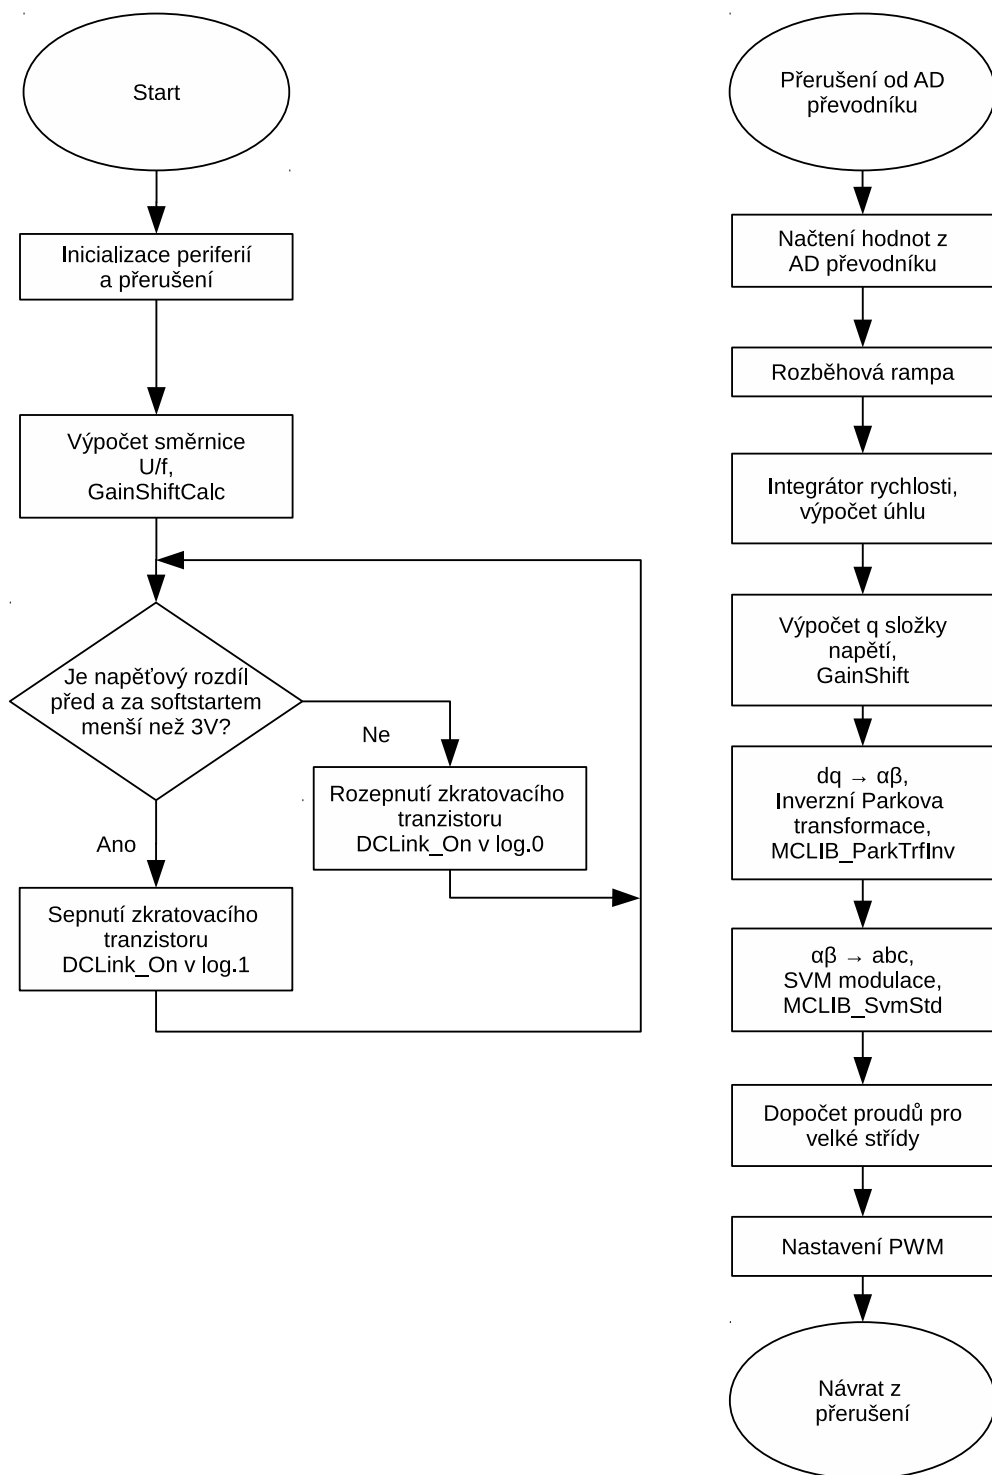 Start
Inicializace periferií
a přerušení
Výpočet směrnice
U/f,
GainShiftCalc
Je napěťový rozdíl
před a za softstartem
menší než 3V?
Ne
Rozepnutí zkratovacího
tranzistoru
DCLink_On v log.0
Ano
Sepnutí zkratovacího
tranzistoru
DCLink_On v log.1
Přerušení od AD
převodníku
Načtení hodnot z
AD převodníku
Rozběhová rampa
Integrátor rychlosti,
výpočet úhlu
Výpočet q složky
napětí,
GainShift
dq → αβ,
Inverzní Parkova
transformace,
MCLIB_ParkTrfInv
αβ → abc,
SVM modulace,
MCLIB_SvmStd
Dopočet proudů pro
velké střídy
Nastavení PWM
Návrat z
přerušení